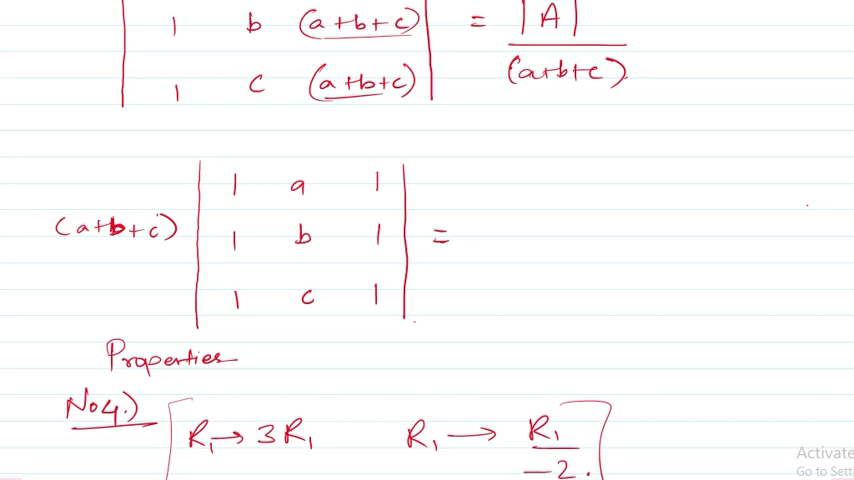 1 b (a+b+c) = |A|
1 c (a+b+c) (a+b+c)
1 a 1
(a+b+c) 1 b 1 =
1 c 1
Properties
No4.)
R₁→ 3R₁ R₁ → R₁
-2.
Activate
Go to Setti